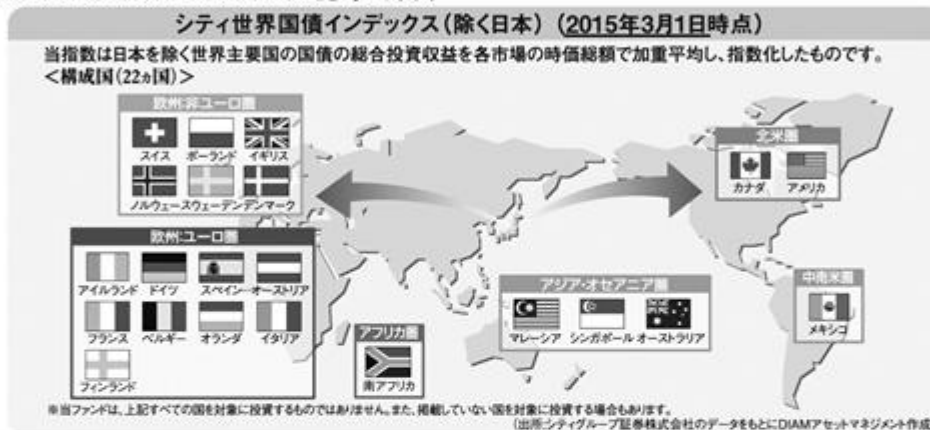 シティ世界国債インデックス(除く日本) (2015年3月1日時点)
当指数は日本を除く世界主要国の国債の総合投資収益を各市場の時価総額で加重平均し、指数化したものです。
<構成国(22ヵ国)>
欧州:非ユーロ圏
スイス ポーランド イギリス
ノルウェー スウェーデン デンマーク
欧州:ユーロ圏
アイルランド ドイツ スペイン オーストリア
フランス ベルギー オランダ イタリア
フィンランド
アフリカ圏
南アフリカ
アジア・オセアニア圏
マレーシア シンガポール オーストラリア
北米圏
カナダ アメリカ
中南米圏
メキシコ
※当ファンドは、上記すべての国を対象に投資するものではありません。また、掲載していない国を対象に投資する場合もあります。
(出所:シティグループ証券株式会社のデータをもとにDIAMアセットマネジメント作成)